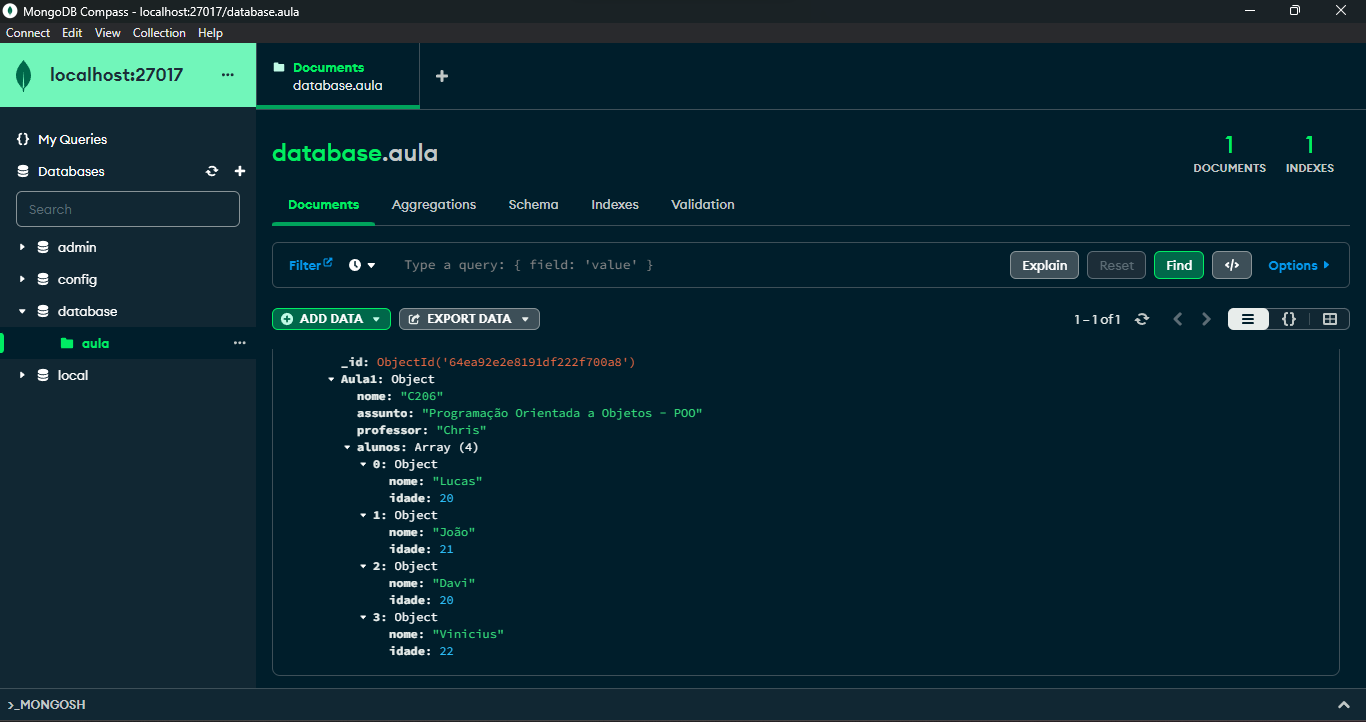 MongoDB Compass - localhost:27017/database.aula
Connect Edit View Collection Help
localhost:27017 ...
Documents
database.aula
+
{} My Queries
Databases
Search
admin
config
database
aula ...
local
database.aula
1
DOCUMENTS
1
INDEXES
Documents Aggregations Schema Indexes Validation
Filter Type a query: { field: 'value' } Explain Reset Find </> Options
ADD DATA EXPORT DATA 1 – 1 of 1 {}
_id: ObjectId('64ea92e2e8191df222f700a8')
Aula1: Object
nome: "C206"
assunto: "Programação Orientada a Objetos - POO"
professor: "Chris"
alunos: Array (4)
0: Object
nome: "Lucas"
idade: 20
1: Object
nome: "João"
idade: 21
2: Object
nome: "Davi"
idade: 20
3: Object
nome: "Vinicius"
idade: 22
>_MONGOSH